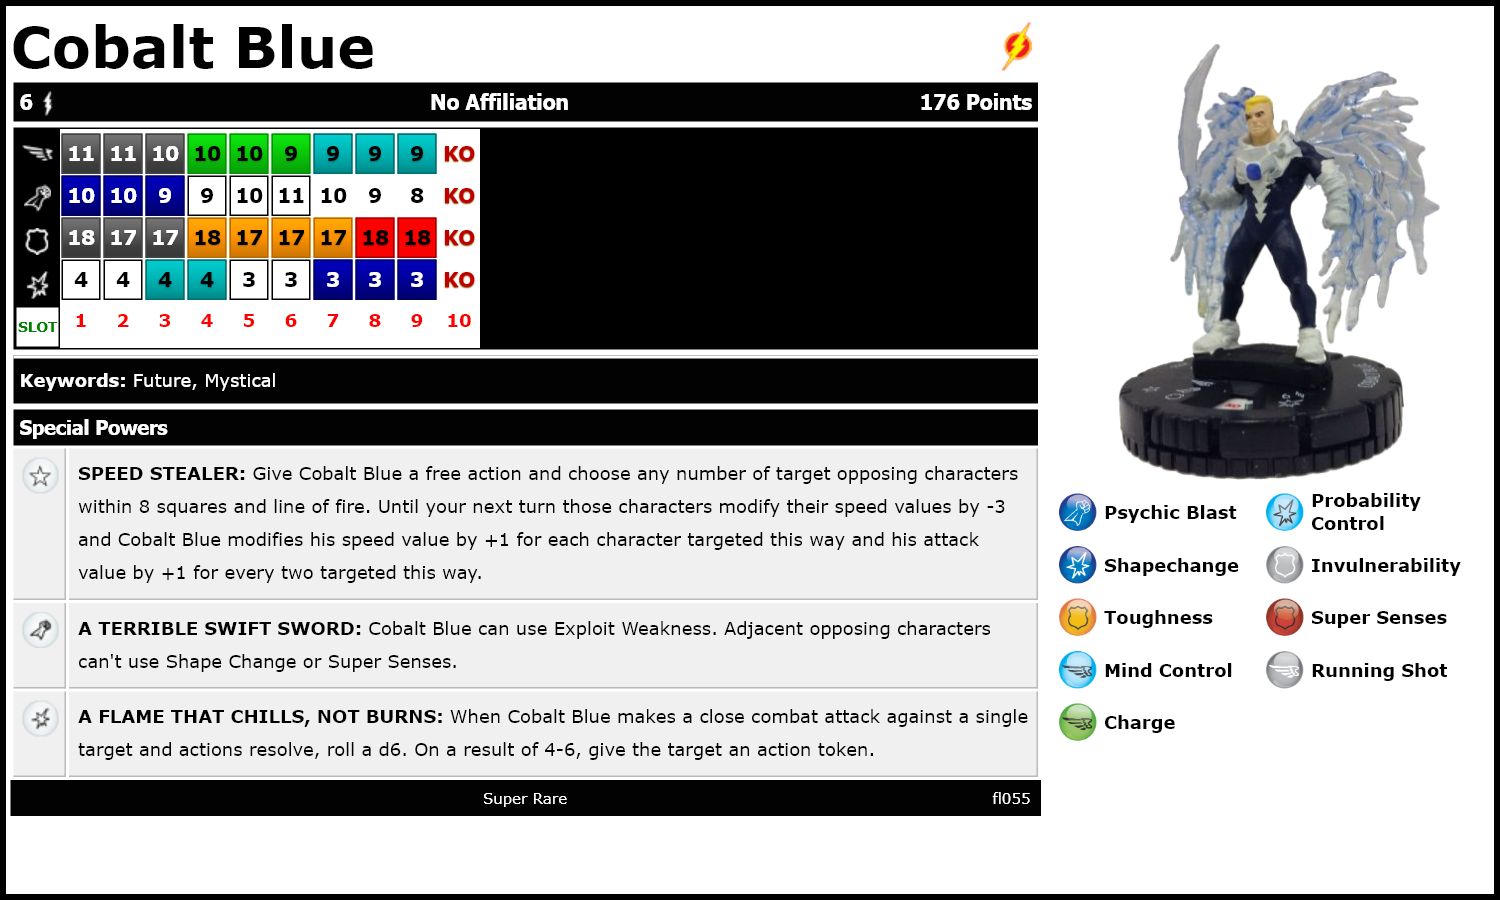 Cobalt Blue
6 No Affiliation 176 Points
11 11 10 10 10 9 9 9 9 KO
10 10 9 9 10 11 10 9 8 KO
18 17 17 18 17 17 17 18 18 KO
4 4 4 4 3 3 3 3 3 KO
SLOT 1 2 3 4 5 6 7 8 9 10
Keywords: Future, Mystical
Special Powers
SPEED STEALER: Give Cobalt Blue a free action and choose any number of target opposing characters
within 8 squares and line of fire. Until your next turn those characters modify their speed values by -3
and Cobalt Blue modifies his speed value by +1 for each character targeted this way and his attack
value by +1 for every two targeted this way.
A TERRIBLE SWIFT SWORD: Cobalt Blue can use Exploit Weakness. Adjacent opposing characters
can't use Shape Change or Super Senses.
A FLAME THAT CHILLS, NOT BURNS: When Cobalt Blue makes a close combat attack against a single
target and actions resolve, roll a d6. On a result of 4-6, give the target an action token.
Super Rare fl055
Psychic Blast
Probability
Control
Shapechange
Invulnerability
Toughness
Super Senses
Mind Control
Running Shot
Charge